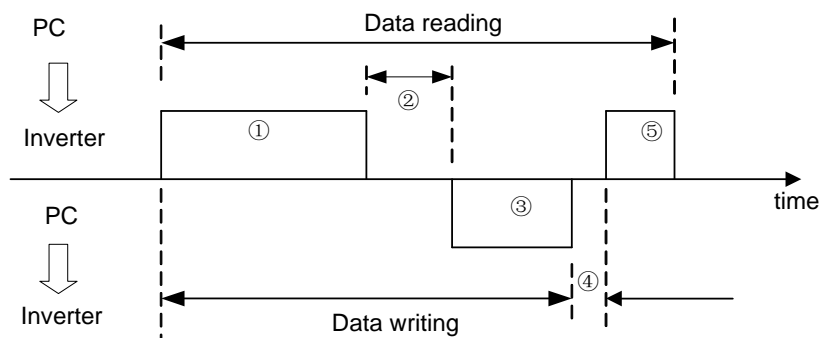 PC
Data reading
②
①
⑤
Inverter
time
PC
③
④
Inverter
Data writing